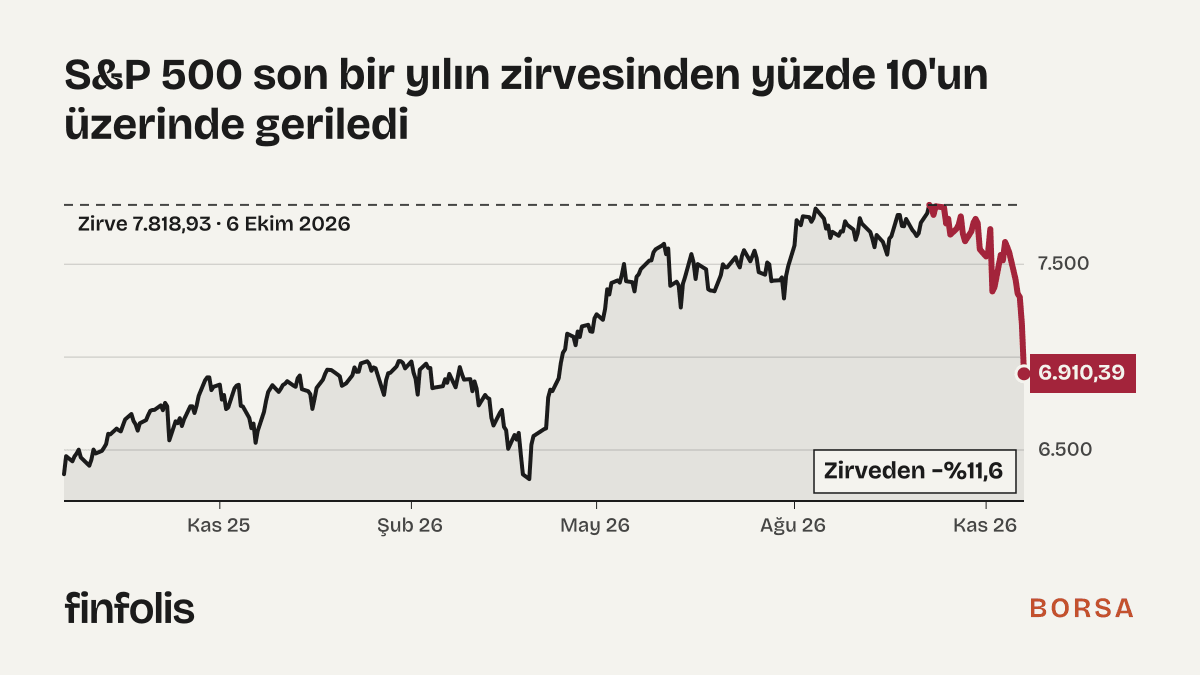 S&P 500 son bir yılın zirvesinden yüzde 10'un
üzerinde geriledi
Zirve 7.818,93 · 6 Ekim 2026
7.500
6.910,39
6.500
Zirveden −%11,6
Kas 25
Şub 26
May 26
Ağu 26
Kas 26
finfolis
BORSA